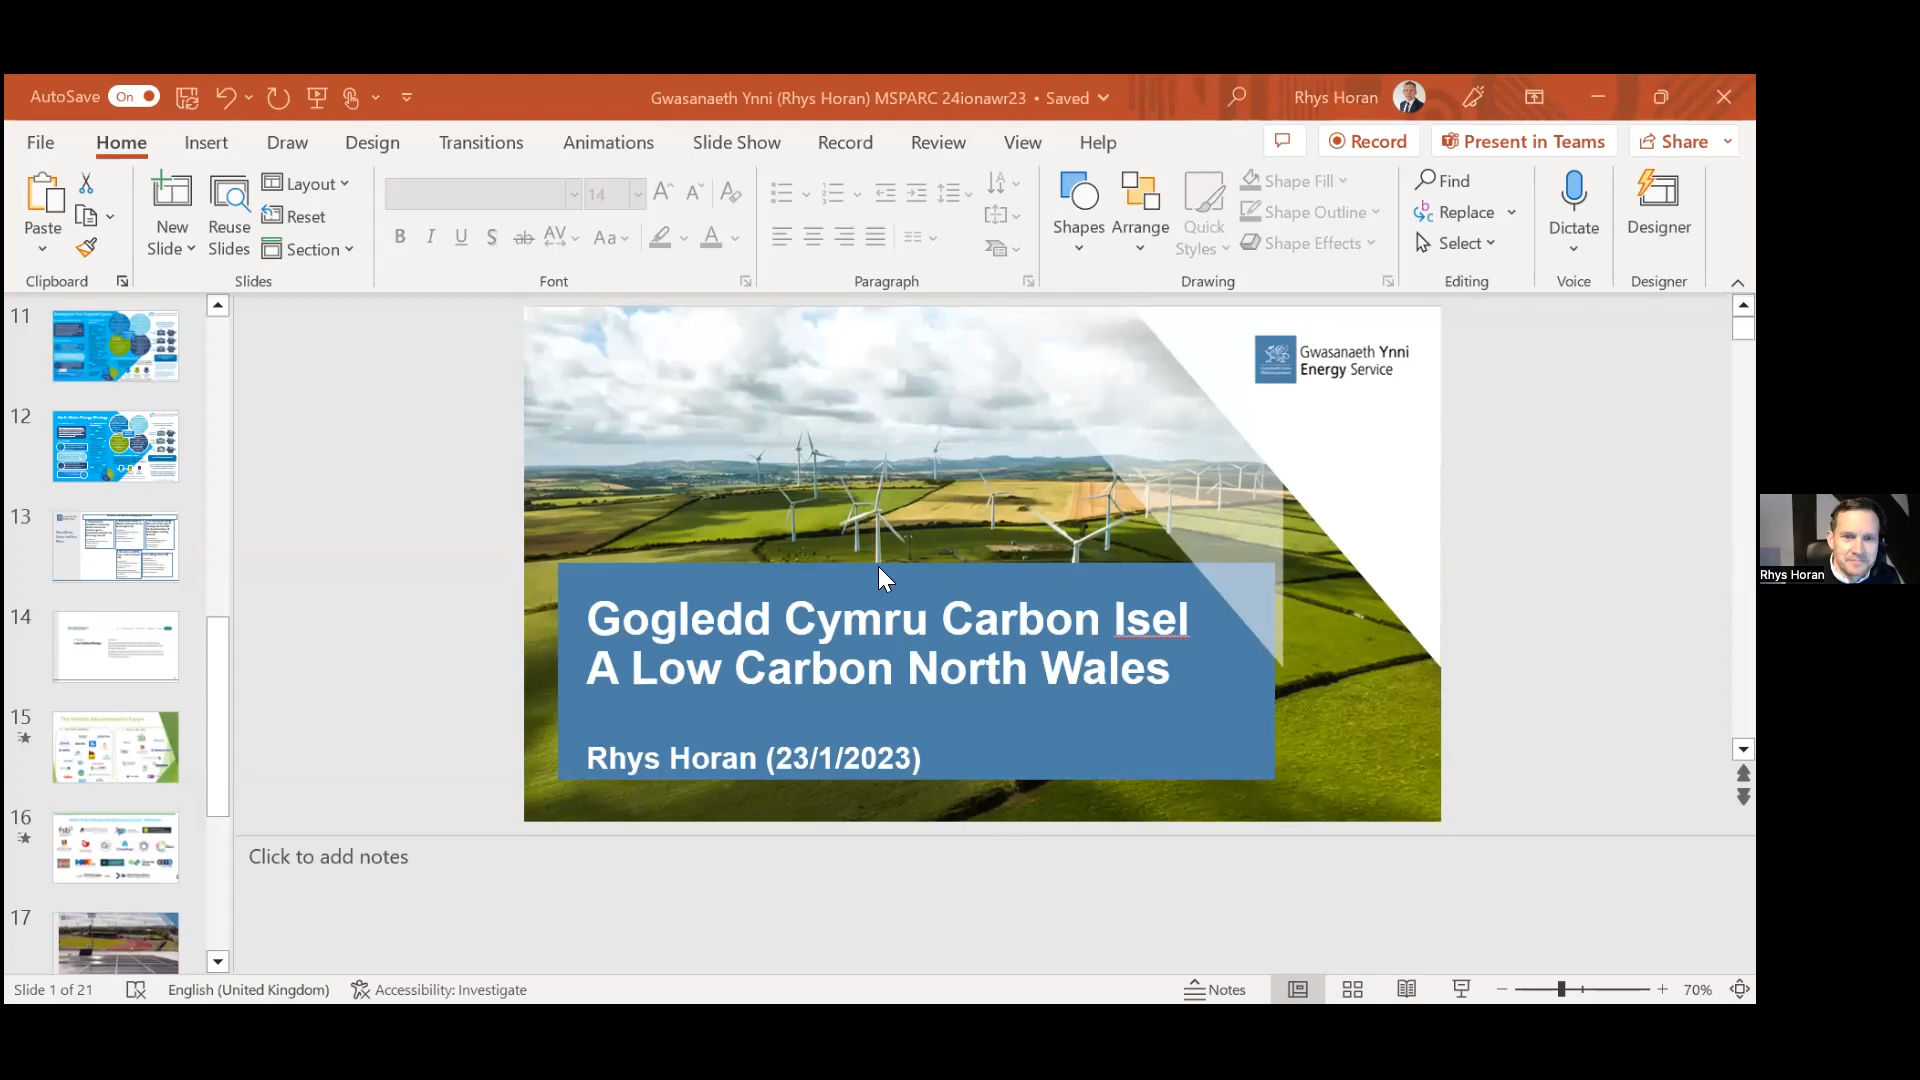 AutoSave On
Gwasanaeth Ynni (Rhys Horan) MSPARC 24ionawr23 • Saved
Rhys Horan
File Home Insert Draw Design Transitions Animations Slide Show Record Review View Help
Record
Present in Teams
Share
Paste
Clipboard
New Slide
Reuse Slides
Layout
Reset
Section
Slides
14
B I U S ab AV Aa A
Font
Paragraph
Shapes
Arrange
Quick Styles
Shape Fill
Shape Outline
Shape Effects
Drawing
Find
Replace
Select
Editing
Dictate
Voice
Designer
Designer
11
12
13
14
15
16
17
Gwasanaeth Ynni
Energy Service
Gogledd Cymru Carbon Isel
A Low Carbon North Wales
Rhys Horan (23/1/2023)
Click to add notes
Rhys Horan
Slide 1 of 21
English (United Kingdom)
Accessibility: Investigate
Notes
70%